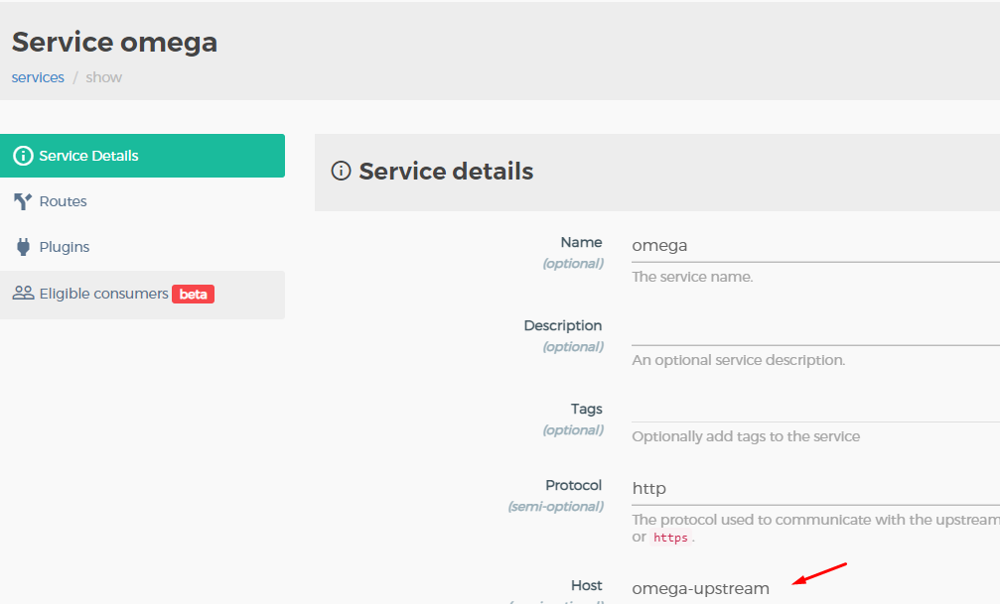 Service omega
services / show
Service Details
Routes
Plugins
Eligible consumers beta
Service details
Name
(optional)
omega
The service name.
Description
(optional)
An optional service description.
Tags
(optional)
Optionally add tags to the service
Protocol
(semi-optional)
http
The protocol used to communicate with the upstream
or https.
Host
omega-upstream